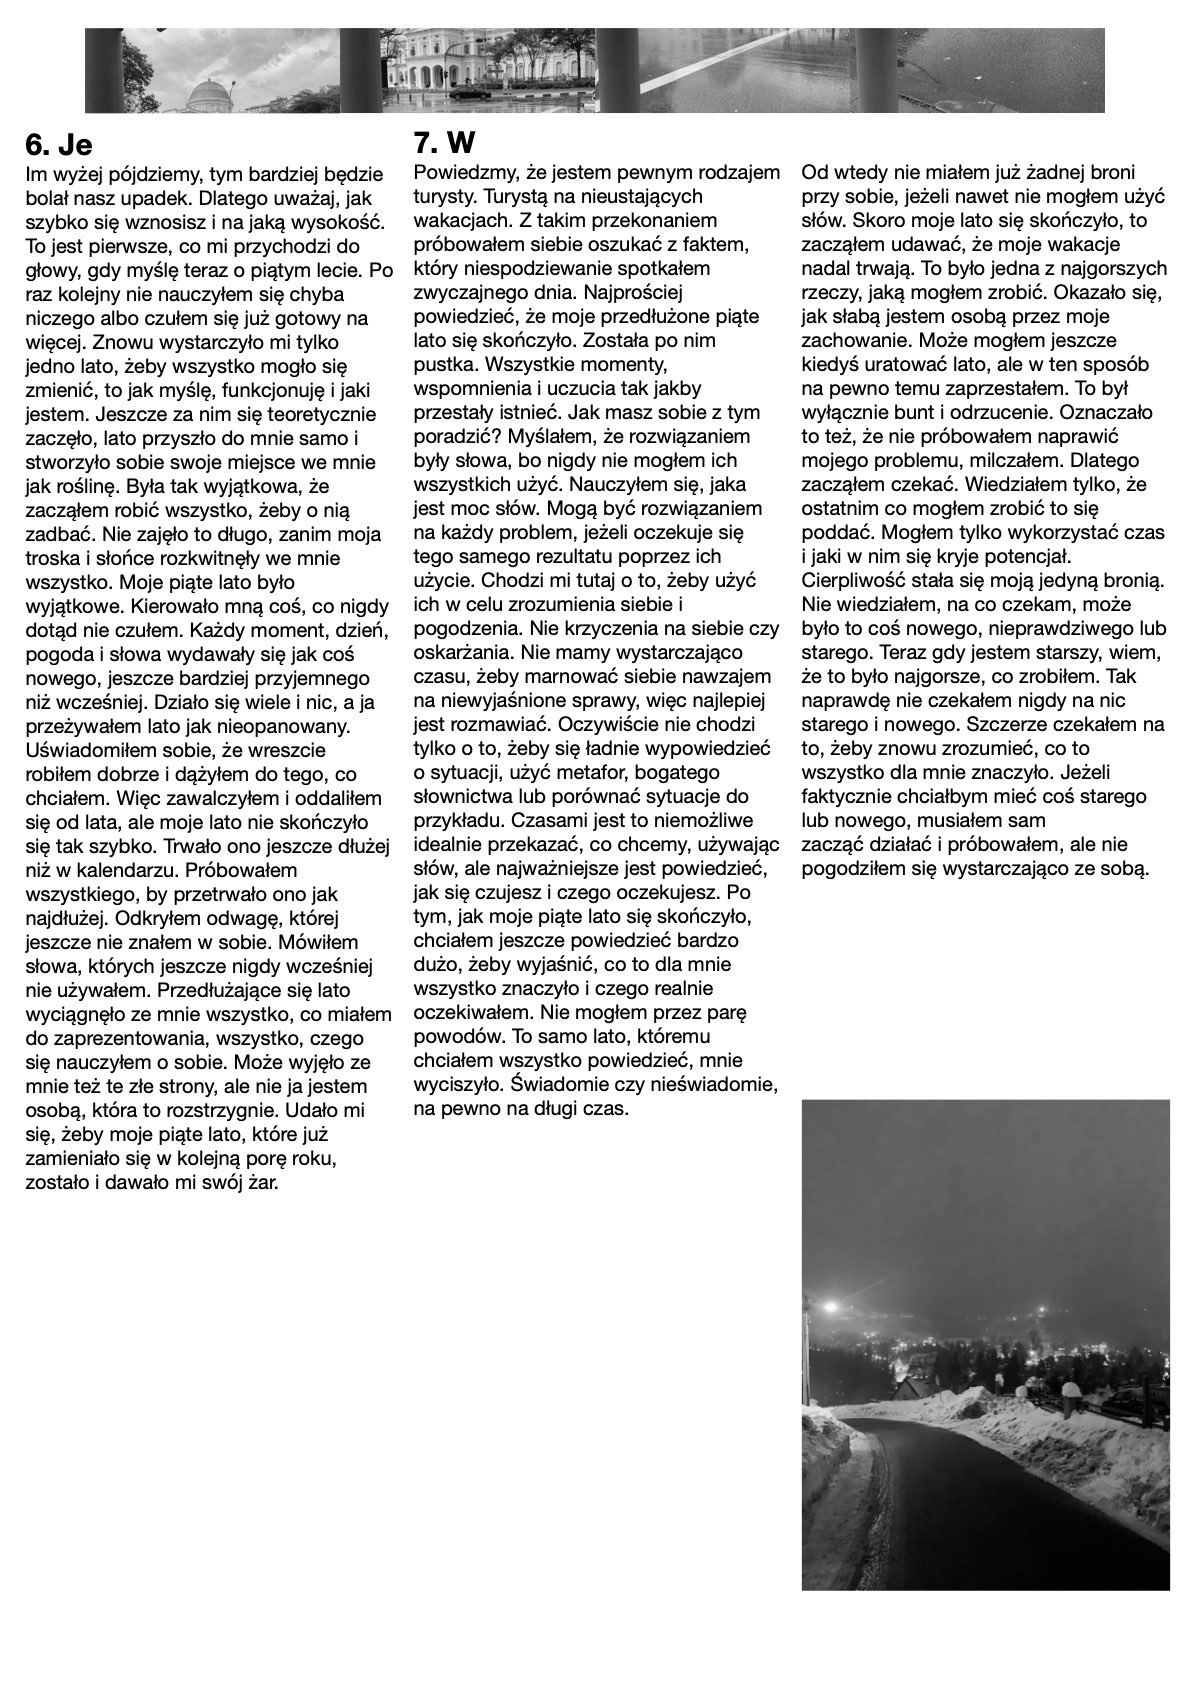 6. Je
Im wyżej pójdziemy, tym bardziej będzie
bolał nasz upadek. Dlatego uważaj, jak
szybko się wznosisz i na jaką wysokość.
To jest pierwsze, co mi przychodzi do
głowy, gdy myślę teraz o piątym lecie. Po
raz kolejny nie nauczyłem się chyba
niczego albo czułem się już gotowy na
więcej. Znowu wystarczyło mi tylko
jedno lato, żeby wszystko mogło się
zmienić, to jak myślę, funkcjonuję i jaki
jestem. Jeszcze za nim się teoretycznie
zaczęło, lato przyszło do mnie samo i
stworzyło sobie swoje miejsce we mnie
jak roślinę. Była tak wyjątkowa, że
zacząłem robić wszystko, żeby o nią
zadbać. Nie zajęło to długo, zanim moja
troska i słońce rozkwitnęły we mnie
wszystko. Moje piąte lato było
wyjątkowe. Kierowało mną coś, co nigdy
dotąd nie czułem. Każdy moment, dzień,
pogoda i słowa wydawały się jak coś
nowego, jeszcze bardziej przyjemnego
niż wcześniej. Działo się wiele i nic, a ja
przeżywałem lato jak nieopanowany.
Uświadomiłem sobie, że wreszcie
robiłem dobrze i dążyłem do tego, co
chciałem. Więc zawalczyłem i oddaliłem
się od lata, ale moje lato nie skończyło
się tak szybko. Trwało ono jeszcze dłużej
niż w kalendarzu. Próbowałem
wszystkiego, by przetrwało ono jak
najdłużej. Odkryłem odwagę, której
jeszcze nie znałem w sobie. Mówiłem
słowa, których jeszcze nigdy wcześniej
nie używałem. Przedłużające się lato
wyciągnęło ze mnie wszystko, co miałem
do zaprezentowania, wszystko, czego
się nauczyłem o sobie. Może wyjęło ze
mnie też te złe strony, ale nie ja jestem
osobą, która to rozstrzygnie. Udało mi
się, żeby moje piąte lato, które już
zamieniało się w kolejną porę roku,
zostało i dawało mi swój żar.
7. W
Powiedzmy, że jestem pewnym rodzajem
turysty. Turystą na nieustających
wakacjach. Z takim przekonaniem
próbowałem siebie oszukać z faktem,
który niespodziewanie spotkałem
zwyczajnego dnia. Najprościej
powiedzieć, że moje przedłużone piąte
lato się skończyło. Została po nim
pustka. Wszystkie momenty,
wspomnienia i uczucia tak jakby
przestały istnieć. Jak masz sobie z tym
poradzić? Myślałem, że rozwiązaniem
były słowa, bo nigdy nie mogłem ich
wszystkich użyć. Nauczyłem się, jaka
jest moc słów. Mogą być rozwiązaniem
na każdy problem, jeżeli oczekuje się
tego samego rezultatu poprzez ich
użycie. Chodzi mi tutaj o to, żeby użyć
ich w celu zrozumienia siebie i
pogodzenia. Nie krzyczenia na siebie czy
oskarżania. Nie mamy wystarczająco
czasu, żeby marnować siebie nawzajem
na niewyjaśnione sprawy, więc najlepiej
jest rozmawiać. Oczywiście nie chodzi
tylko o to, żeby się ładnie wypowiedzieć
o sytuacji, użyć metafor, bogatego
słownictwa lub porównać sytuacje do
przykładu. Czasami jest to niemożliwe
idealnie przekazać, co chcemy, używając
słów, ale najważniejsze jest powiedzieć,
jak się czujesz i czego oczekujesz. Po
tym, jak moje piąte lato się skończyło,
chciałem jeszcze powiedzieć bardzo
dużo, żeby wyjaśnić, co to dla mnie
wszystko znaczyło i czego realnie
oczekiwałem. Nie mogłem przez parę
powodów. To samo lato, któremu
chciałem wszystko powiedzieć, mnie
wyciszyło. Świadomie czy nieświadomie,
na pewno na długi czas.
Od wtedy nie miałem już żadnej broni
przy sobie, jeżeli nawet nie mogłem użyć
słów. Skoro moje lato się skończyło, to
zacząłem udawać, że moje wakacje
nadal trwają. To było jedna z najgorszych
rzeczy, jaką mogłem zrobić. Okazało się,
jak słabą jestem osobą przez moje
zachowanie. Może mogłem jeszcze
kiedyś uratować lato, ale w ten sposób
na pewno temu zaprzestałem. To był
wyłącznie bunt i odrzucenie. Oznaczało
to też, że nie próbowałem naprawić
mojego problemu, milczałem. Dlatego
zacząłem czekać. Wiedziałem tylko, że
ostatnim co mogłem zrobić to się
poddać. Mogłem tylko wykorzystać czas
i jaki w nim się kryje potencjał.
Cierpliwość stała się moją jedyną bronią.
Nie wiedziałem, na co czekam, może
było to coś nowego, nieprawdziwego lub
starego. Teraz gdy jestem starszy, wiem,
że to było najgorsze, co zrobiłem. Tak
naprawdę nie czekałem nigdy na nic
starego i nowego. Szczerze czekałem na
to, żeby znowu zrozumieć, co to
wszystko dla mnie znaczyło. Jeżeli
faktycznie chciałbym mieć coś starego
lub nowego, musiałem sam
zacząć działać i próbowałem, ale nie
pogodziłem się wystarczająco ze sobą.